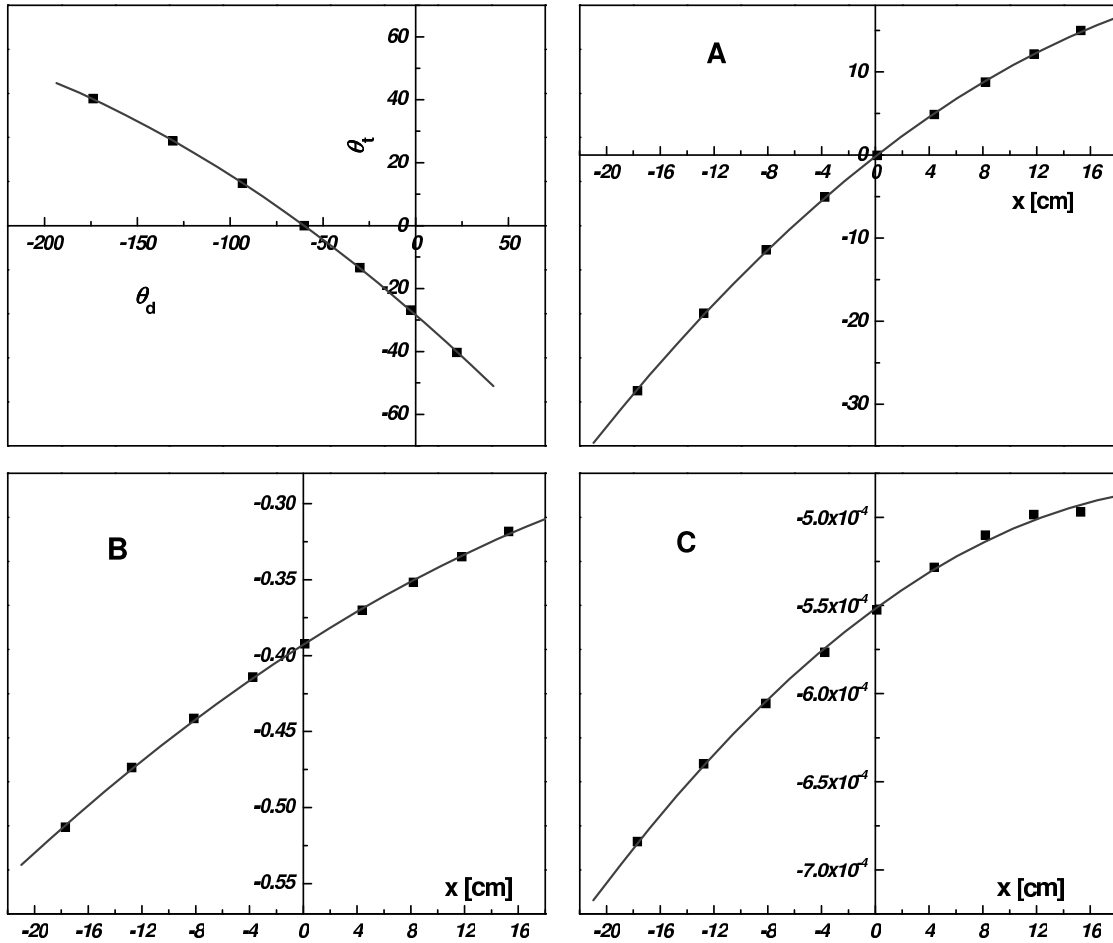 60
40
θt
20
0
-200 -150 -100 -50 0 50
-20
θd
-40
-60
A
10
0
-20 -16 -12 -8 -4 0 4 8 12 16
x [cm]
-10
-20
-30
-0.30
B
-0.35
-0.40
-0.45
-0.50
-0.55
x [cm]
-20 -16 -12 -8 -4 0 4 8 12 16
-5.0x10⁻⁴
C
-5.5x10⁻⁴
-6.0x10⁻⁴
-6.5x10⁻⁴
-7.0x10⁻⁴
x [cm]
-20 -16 -12 -8 -4 0 4 8 12 16